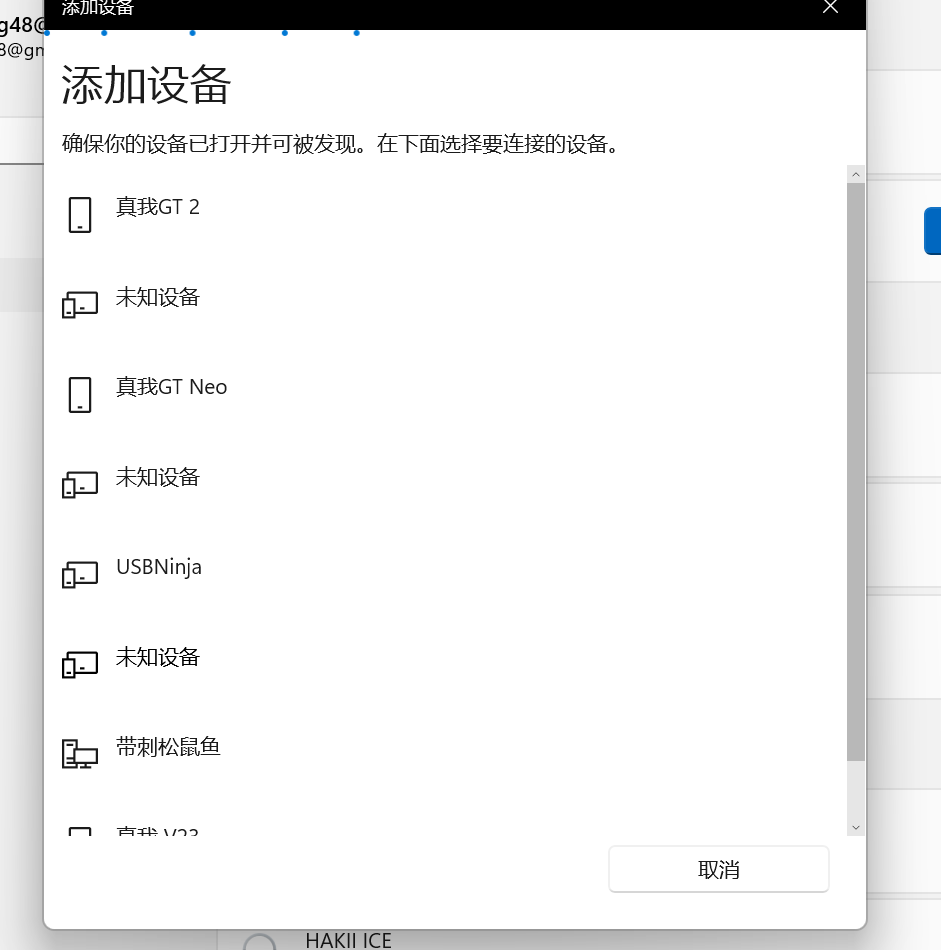 添加设备
g48@
8@gm
添加设备
确保你的设备已打开并可被发现。在下面选择要连接的设备。
真我GT 2
未知设备
真我GT Neo
未知设备
USBNinja
未知设备
带刺松鼠鱼
真我 V23
取消
HAKII ICE